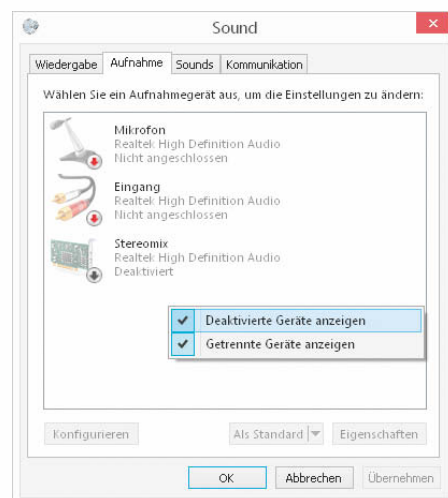 Sound
Wiedergabe Aufnahme Sounds Kommunikation
Wählen Sie ein Aufnahmegerät aus, um die Einstellungen zu ändern:
Mikrofon
Realtek High Definition Audio
Nicht angeschlossen
Eingang
Realtek High Definition Audio
Nicht angeschlossen
Stereomix
Realtek High Definition Audio
Deaktiviert
Deaktivierte Geräte anzeigen
Getrennte Geräte anzeigen
Konfigurieren Als Standard Eigenschaften
OK Abbrechen Übernehmen